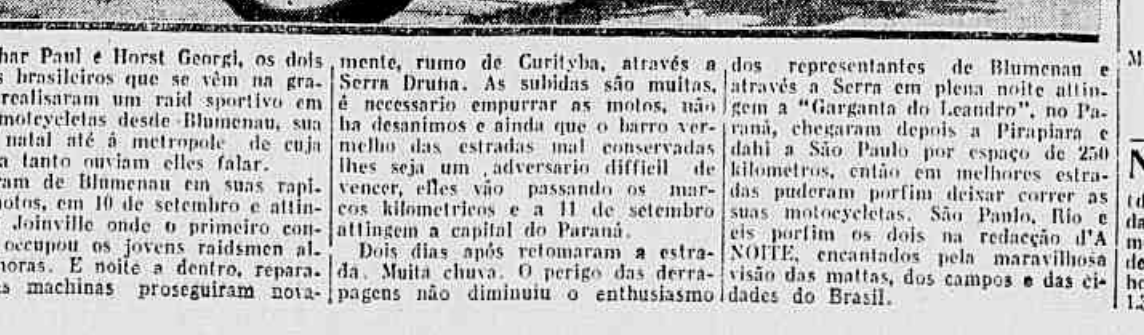 har Paul e Horst Georgi, os dois
s brasileiros que se vêm na gra-
realisaram um raid sportivo em
motocycletas desde Blumenau, sua
natal até â metropole de cuja
a tanto ouviam elles falar.
ram de Blumenau em suas rapi-
notos, em 10 de setembro e attin-
Joinville onde o primeiro con-
occupou os jovens raidsmen al-
horas. E noite a dentro, repara-
s machinas proseguiram nova-
mente, rumo de Curityba, através a
Serra Druha. As subidas são muitas,
é necessario empurrar as motos, não
ha desanimos e ainda que o barro ver-
melho das estradas mal conservadas
lhes seja um adversario difficil de
vencer, elles vão passando os mar-
cos kilometricos e a 11 de setembro
attingem a capital do Paraná.
Dois dias após retomaram a estra-
da. Muita chuva. O perigo das derra-
pagens não diminuiu o enthusiasmo
dos representantes de Blumenau e
através a Serra em plena noite attin-
gem a "Garganta do Leandro", no Pa-
raná, chegaram depois a Pirapiara e
dahi a São Paulo por espaço de 250
kilometros, então em melhores estra-
das puderam porfim deixar correr as
suas motocycletas. São Paulo, Rio e
eis porfim os dois na redacção d'A
NOITE, encantados pela maravilhosa
visão das mattas, dos campos e das ci-
dades do Brasil.
M
N